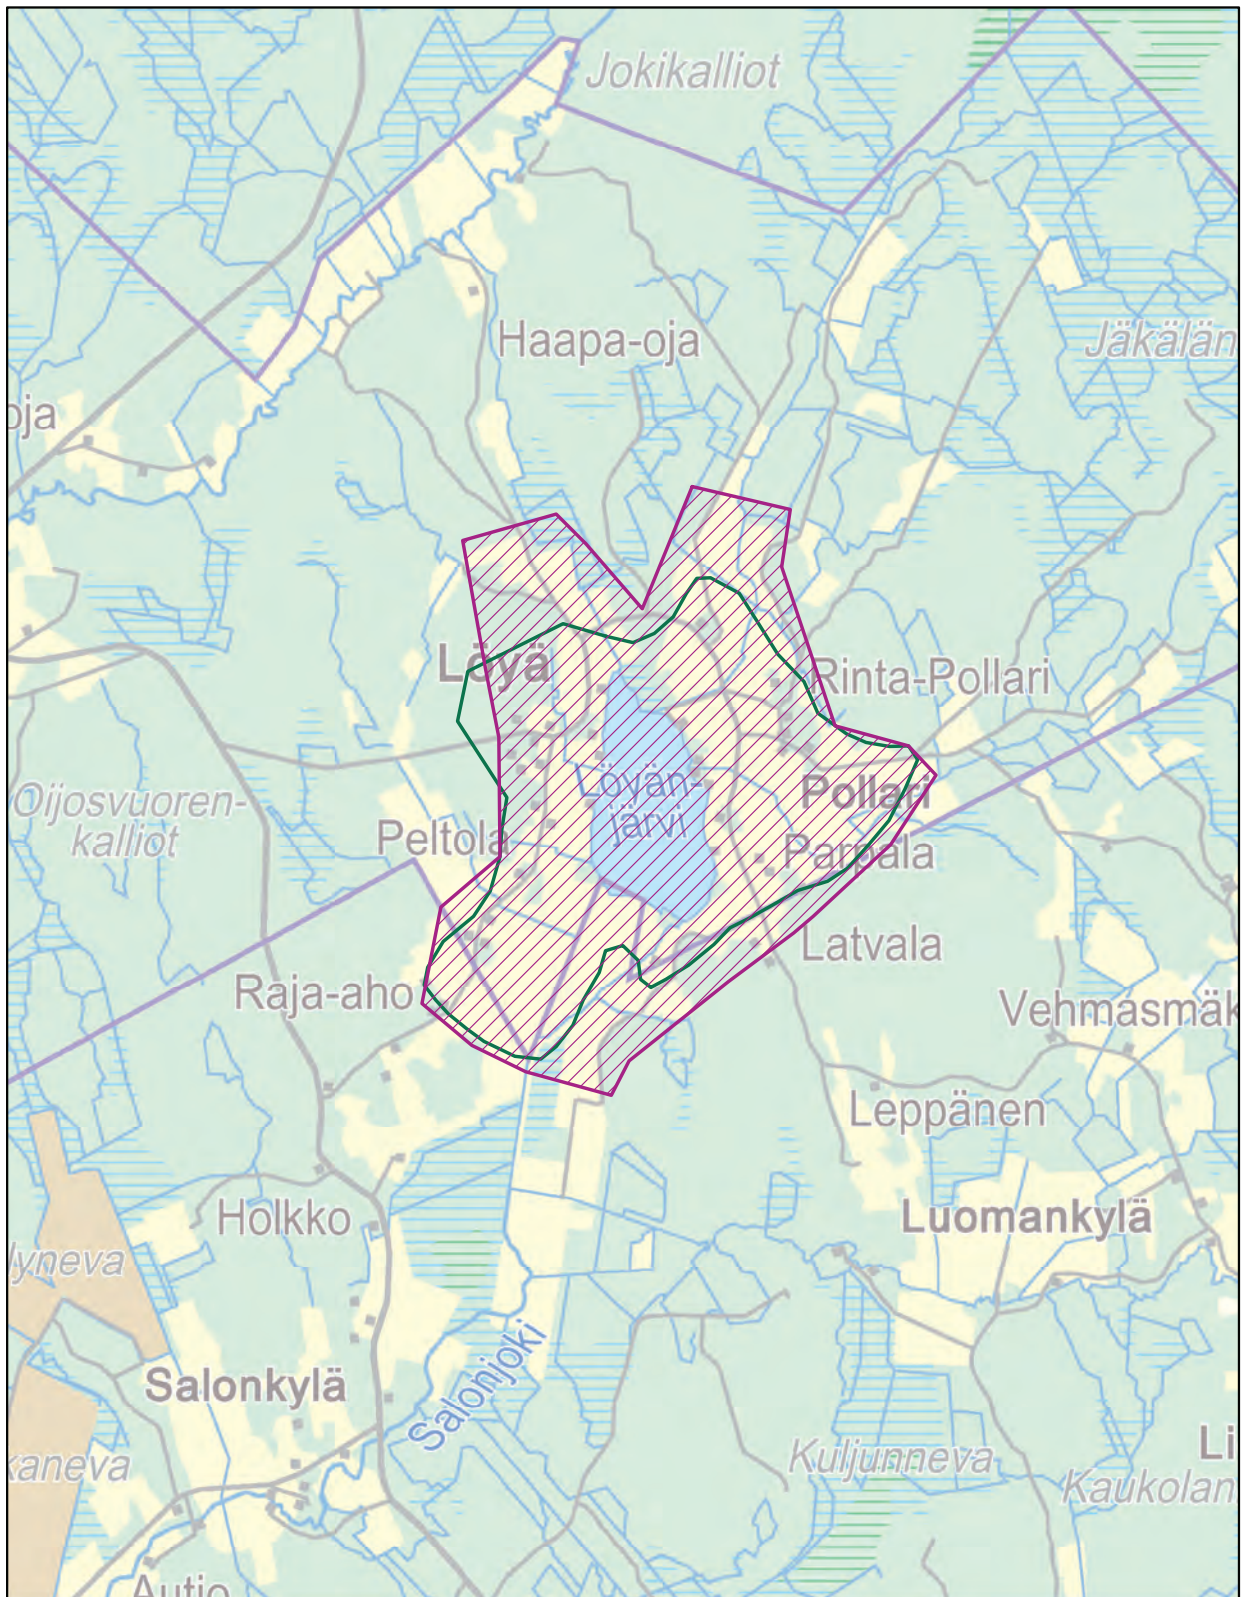 Jokikalliot
Haapa-oja
Jäkälän
oja
Löyä
Rinta-Pollari
Löyän-
järvi
Pollari
Oijosvuoren-
kalliot
Peltola
Parpala
Latvala
Raja-aho
Vehmasmäk
Leppänen
Holkko
Luomankylä
lyneva
Salonkylä
Salonjoki
kaneva
Kuljunneva
Li
Kaukolan
Autio